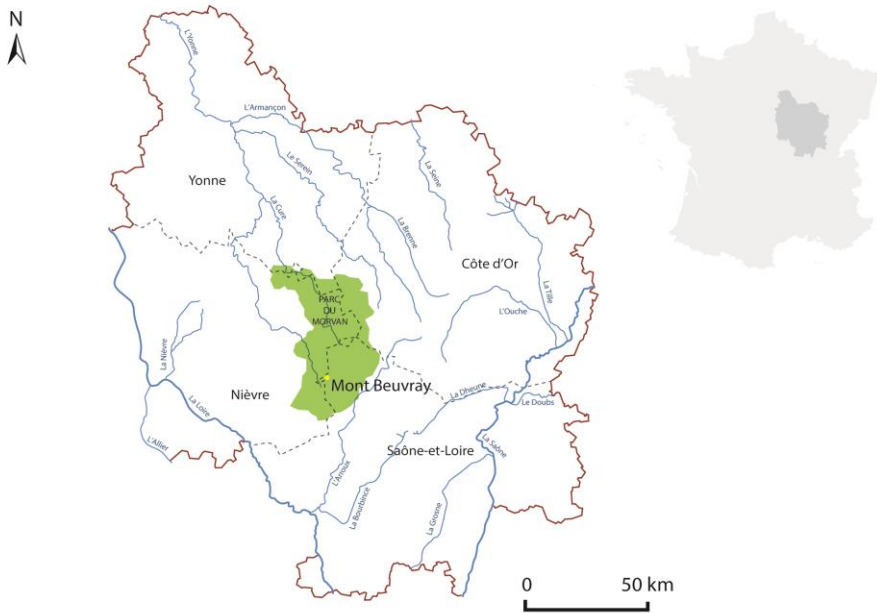 N
L'Yonne
L'Armançon
Le Serein
La Seine
Yonne
La Cure
La Brenne
Côte d'Or
La Tille
PARC
DU
MORVAN
L'Ouche
La Nièvre
Nièvre
Mont Beuvray
La Dheune
Le Doubs
La Loire
L'Allier
Saône-et-Loire
La Saône
L'Arroux
La Bourbince
La Grosne
0 50 km